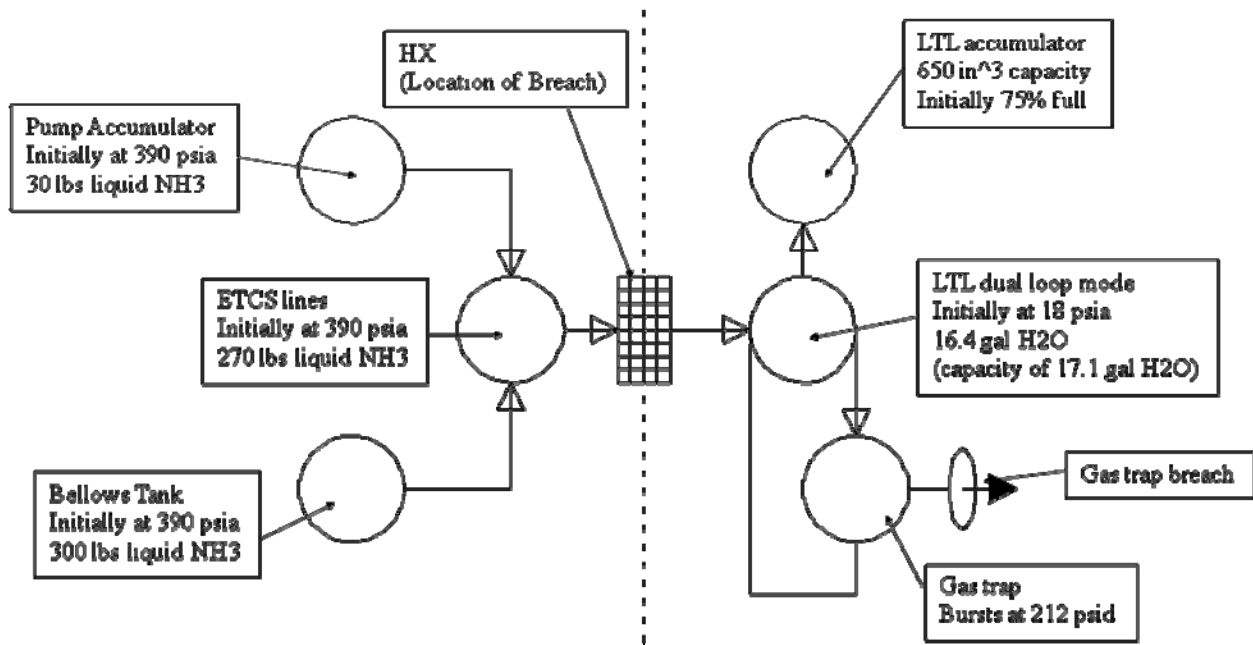 HX
(Location of Breach)
LTL accumulator
650 in^3 capacity
Initially 75% full
Pump Accumulator
Initially at 390 psia
30 lbs liquid NH3
ETCS lines
Initially at 390 psia
270 lbs liquid NH3
LTL dual loop mode
Initially at 18 psia
16.4 gal H2O
(capacity of 17.1 gal H2O)
Bellows Tank
Initially at 390 psia
300 lbs liquid NH3
Gas trap breach
Gas trap
Bursts at 212 psid